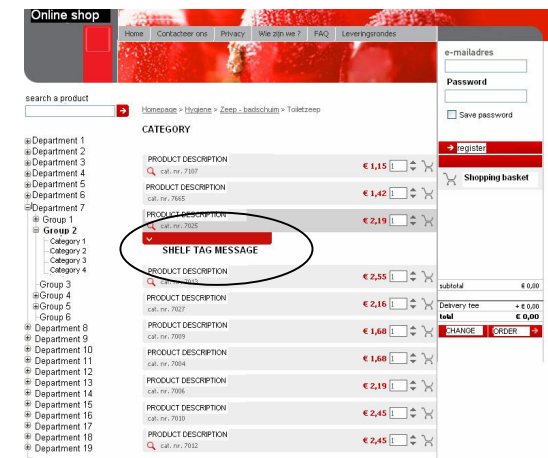 Online shop
Home Contacteer ons Privacy Wie zijn we ? FAQ Leveringsrondes
e-mailadres
Password
Save password
register
Shopping basket
subtotal € 0,00
Delivery fee + € 0,00
total € 0,00
CHANGE ORDER
search a product
Department 1
Department 2
Department 3
Department 4
Department 5
Department 6
Department 7
Group 1
Group 2
Category 1
Category 2
Category 3
Category 4
Group 3
Group 4
Group 5
Group 6
Department 8
Department 9
Department 10
Department 11
Department 12
Department 13
Department 14
Department 15
Department 16
Department 17
Department 18
Department 19
Homepage > Hygiene > Zeep - badschuim > Toiletzeep
CATEGORY
PRODUCT DESCRIPTION € 1,15 1
cat. nr. 7107
PRODUCT DESCRIPTION € 1,42 1
cat. nr. 7665
PRODUCT DESCRIPTION € 2,19 1
cat. nr. 7025
SHELF TAG MESSAGE
PRODUCT DESCRIPTION € 2,55 1
cat. nr. 7013
PRODUCT DESCRIPTION € 2,16 1
cat. nr. 7027
PRODUCT DESCRIPTION € 1,68 1
cat. nr. 7009
PRODUCT DESCRIPTION € 1,68 1
cat. nr. 7004
PRODUCT DESCRIPTION € 2,19 1
cat. nr. 7006
PRODUCT DESCRIPTION € 2,45 1
cat. nr. 7010
PRODUCT DESCRIPTION € 2,45 1
cat. nr. 7012